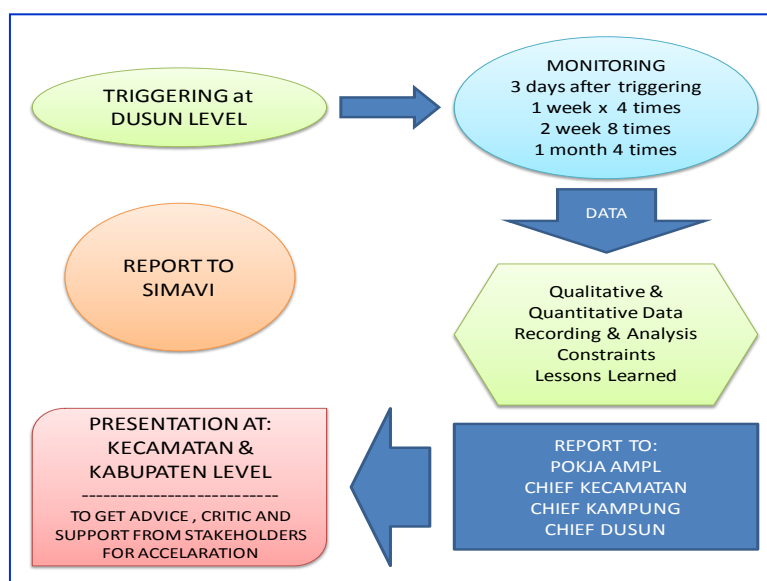 TRIGGERING at
DUSUN LEVEL
MONITORING
3 days after triggering
1 week x 4 times
2 week 8 times
1 month 4 times
DATA
REPORT TO
SIMAVI
Qualitative &
Quantitative Data
Recording & Analysis
Constraints
Lessons Learned
REPORT TO:
POKJA AMPL
CHIEF KECAMATAN
CHIEF KAMPUNG
CHIEF DUSUN
PRESENTATION AT:
KECAMATAN &
KABUPATEN LEVEL
---------------------------
TO GET ADVICE , CRITIC AND
SUPPORT FROM STAKEHOLDERS
FOR ACCELARATION